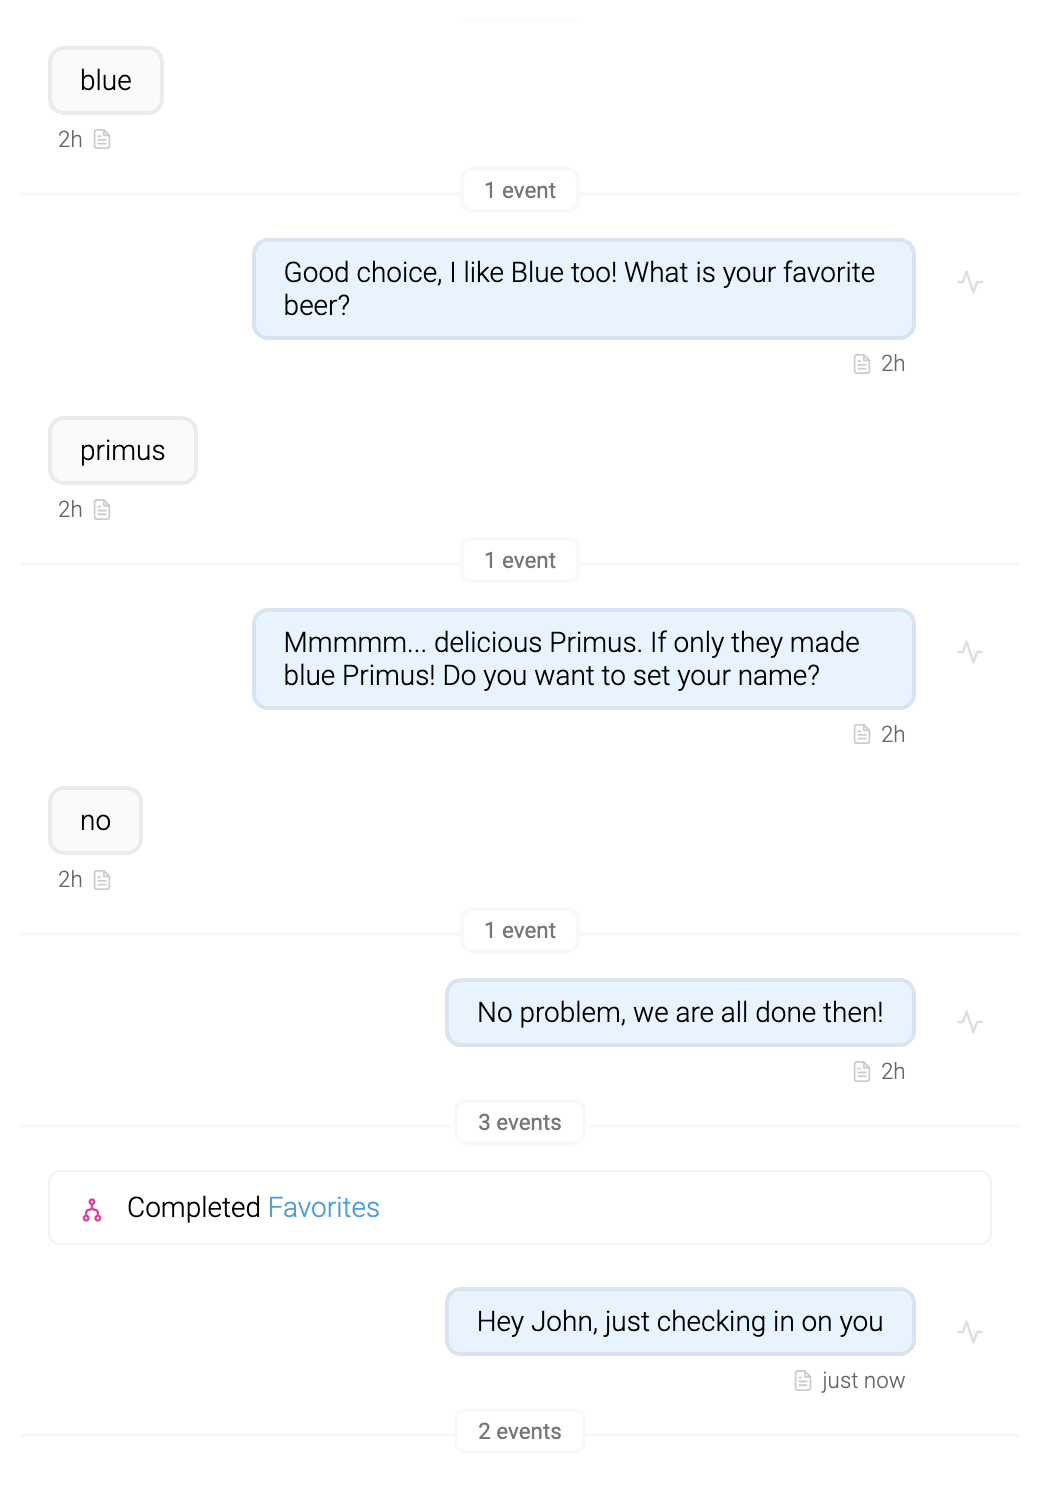 blue
2h
1 event
Good choice, I like Blue too! What is your favorite
beer?
2h
primus
2h
1 event
Mmmmm... delicious Primus. If only they made
blue Primus! Do you want to set your name?
2h
no
2h
1 event
No problem, we are all done then!
2h
3 events
Completed Favorites
Hey John, just checking in on you
just now
2 events